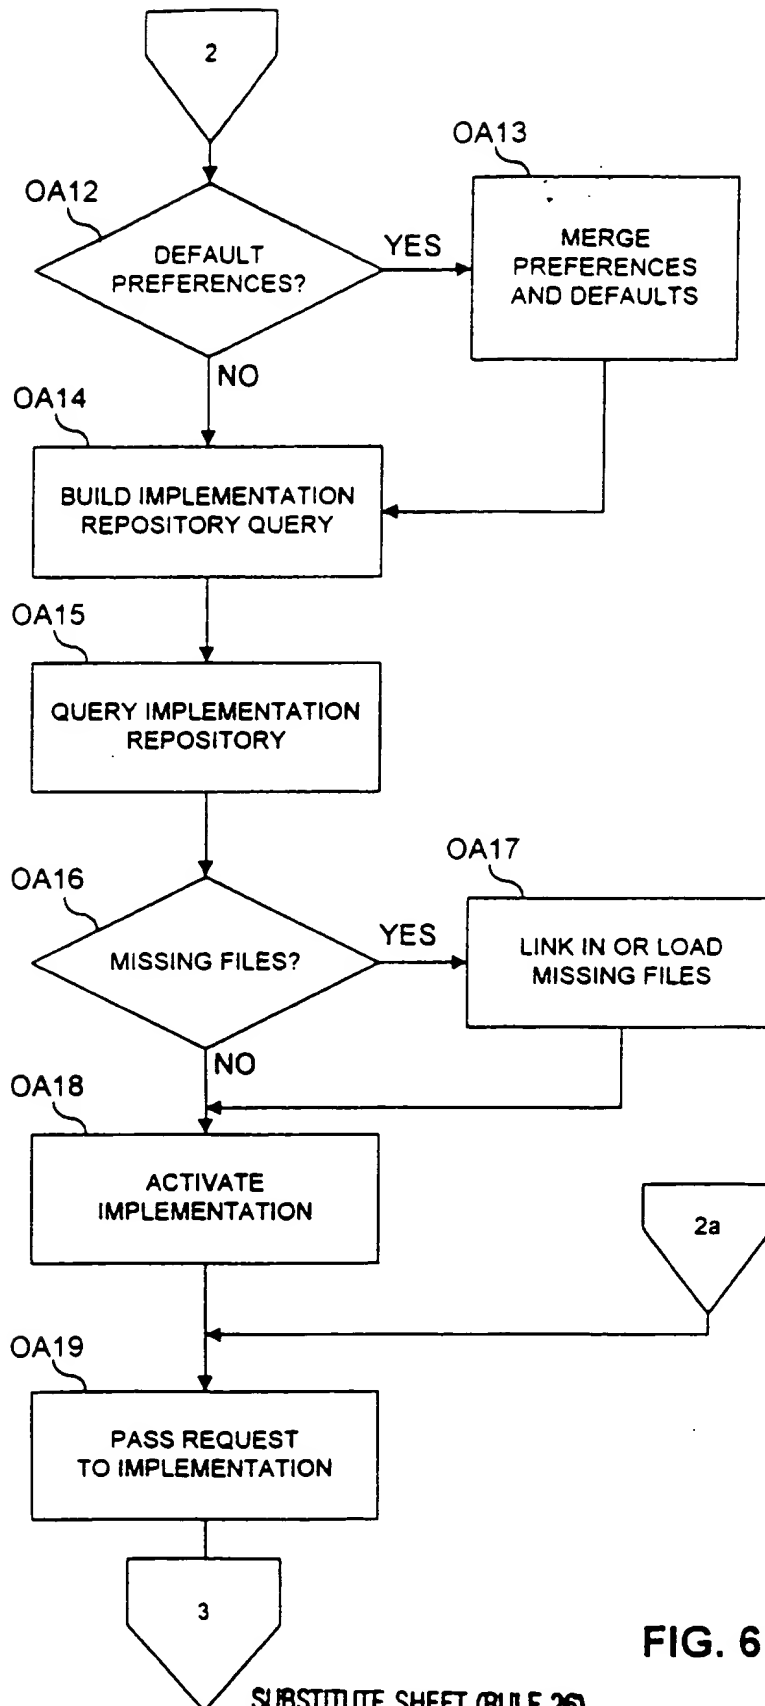 2
OA12
DEFAULT
PREFERENCES?
YES
OA13
MERGE
PREFERENCES
AND DEFAULTS
NO
OA14
BUILD IMPLEMENTATION
REPOSITORY QUERY
OA15
QUERY IMPLEMENTATION
REPOSITORY
OA16
MISSING FILES?
YES
OA17
LINK IN OR LOAD
MISSING FILES
NO
OA18
ACTIVATE
IMPLEMENTATION
2a
OA19
PASS REQUEST
TO IMPLEMENTATION
3
FIG. 6
SUBSTITUTE SHEET (RULE 26)